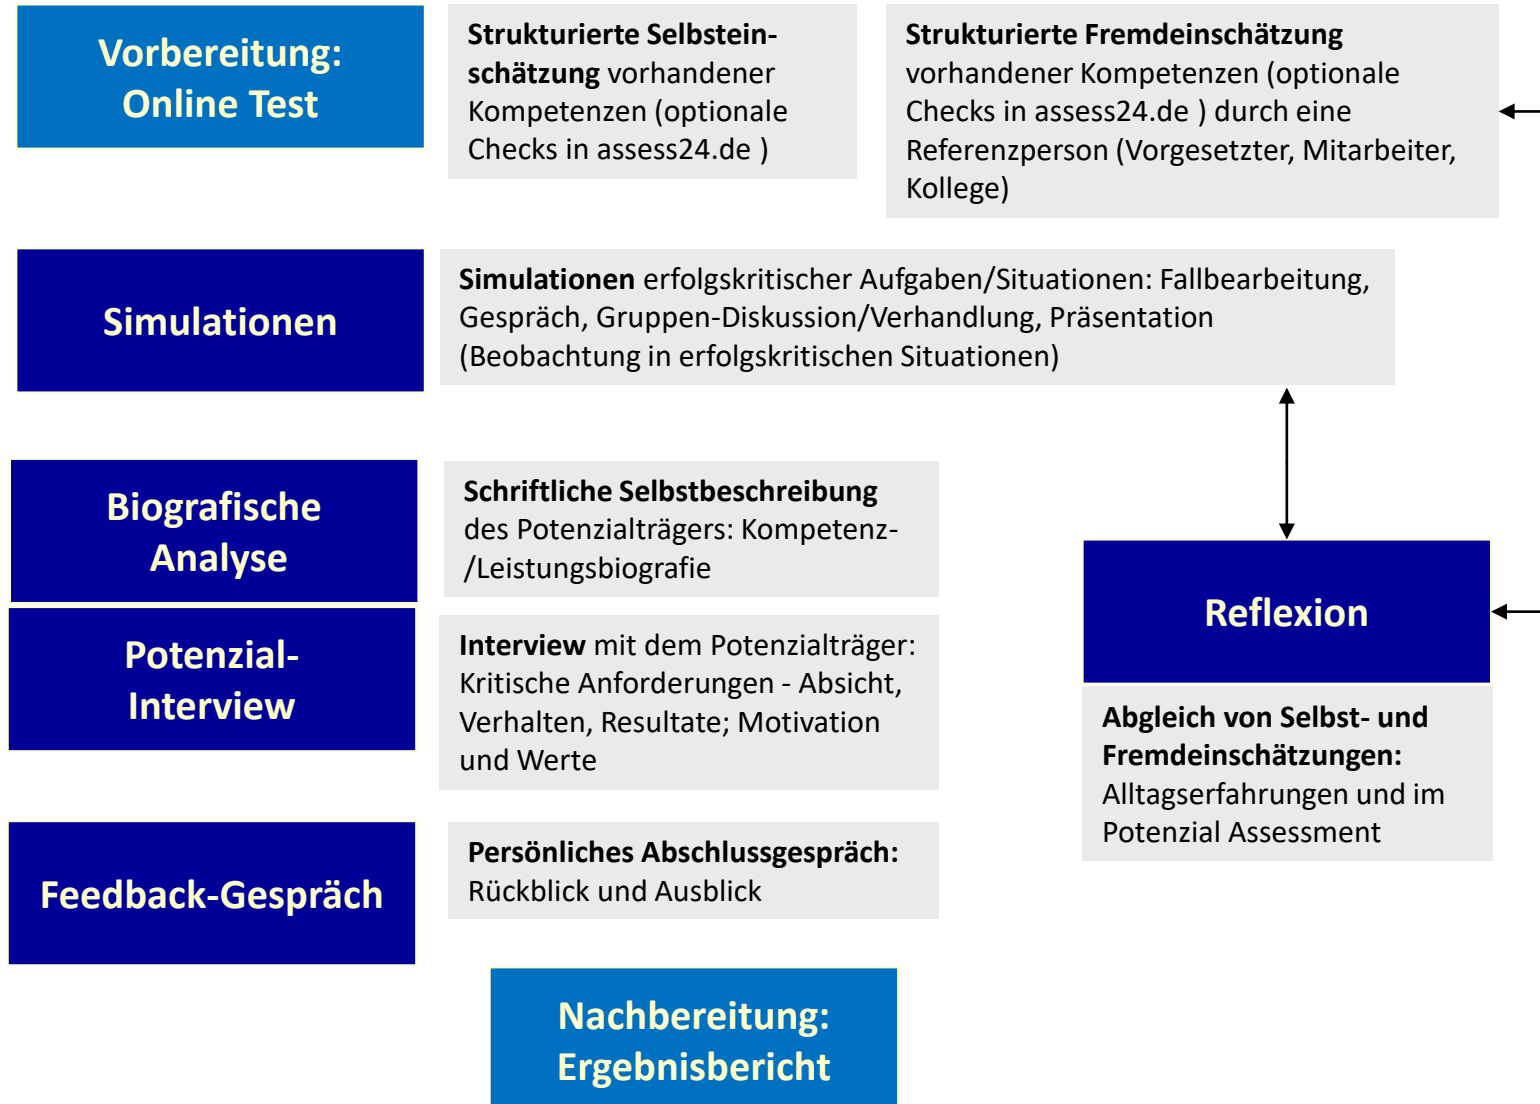 Vorbereitung:
Online Test
Strukturierte Selbstein-
schätzung vorhandener
Kompetenzen (optionale
Checks in assess24.de )
Strukturierte Fremdeinschätzung
vorhandener Kompetenzen (optionale
Checks in assess24.de ) durch eine
Referenzperson (Vorgesetzter, Mitarbeiter,
Kollege)
Simulationen
Simulationen erfolgskritischer Aufgaben/Situationen: Fallbearbeitung,
Gespräch, Gruppen-Diskussion/Verhandlung, Präsentation
(Beobachtung in erfolgskritischen Situationen)
Biografische
Analyse
Schriftliche Selbstbeschreibung
des Potenzialträgers: Kompetenz-
/Leistungsbiografie
Potenzial-
Interview
Interview mit dem Potenzialträger:
Kritische Anforderungen - Absicht,
Verhalten, Resultate; Motivation
und Werte
Reflexion
Abgleich von Selbst- und
Fremdeinschätzungen:
Alltagserfahrungen und im
Potenzial Assessment
Feedback-Gespräch
Persönliches Abschlussgespräch:
Rückblick und Ausblick
Nachbereitung:
Ergebnisbericht